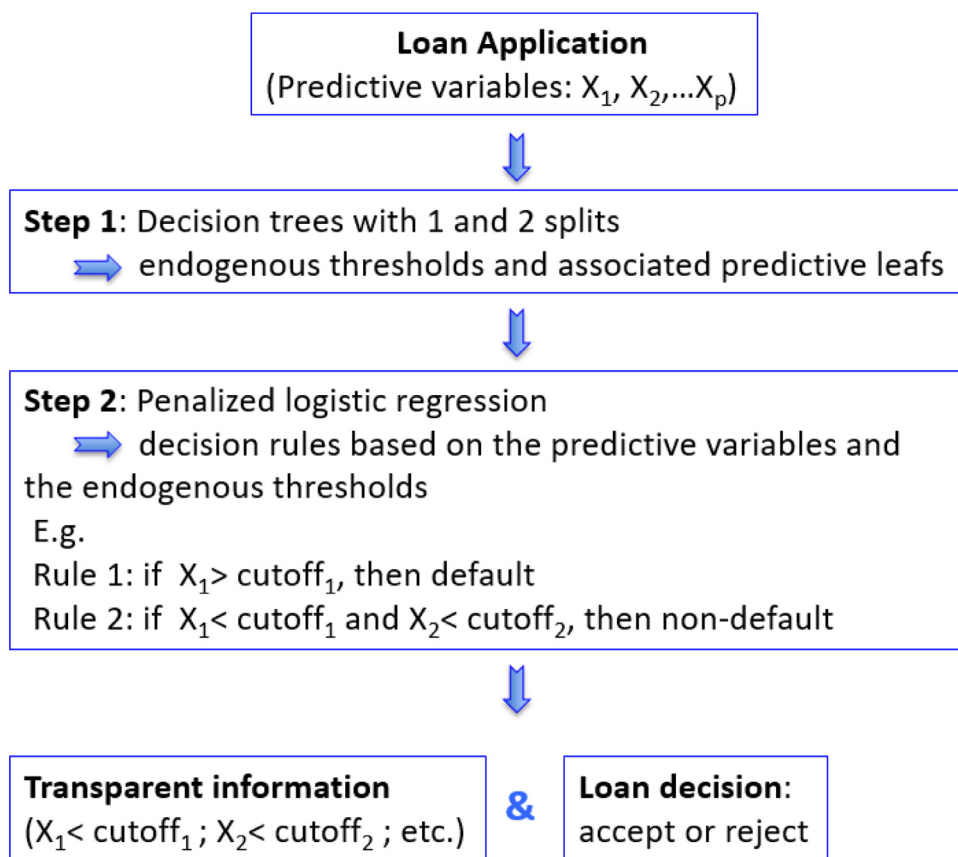 Loan Application
(Predictive variables: X₁, X₂,...Xₚ)
Step 1: Decision trees with 1 and 2 splits
endogenous thresholds and associated predictive leafs
Step 2: Penalized logistic regression
decision rules based on the predictive variables and
the endogenous thresholds
E.g.
Rule 1: if X₁> cutoff₁, then default
Rule 2: if X₁< cutoff₁ and X₂< cutoff₂, then non-default
Transparent information
(X₁< cutoff₁ ; X₂< cutoff₂ ; etc.)
&
Loan decision:
accept or reject